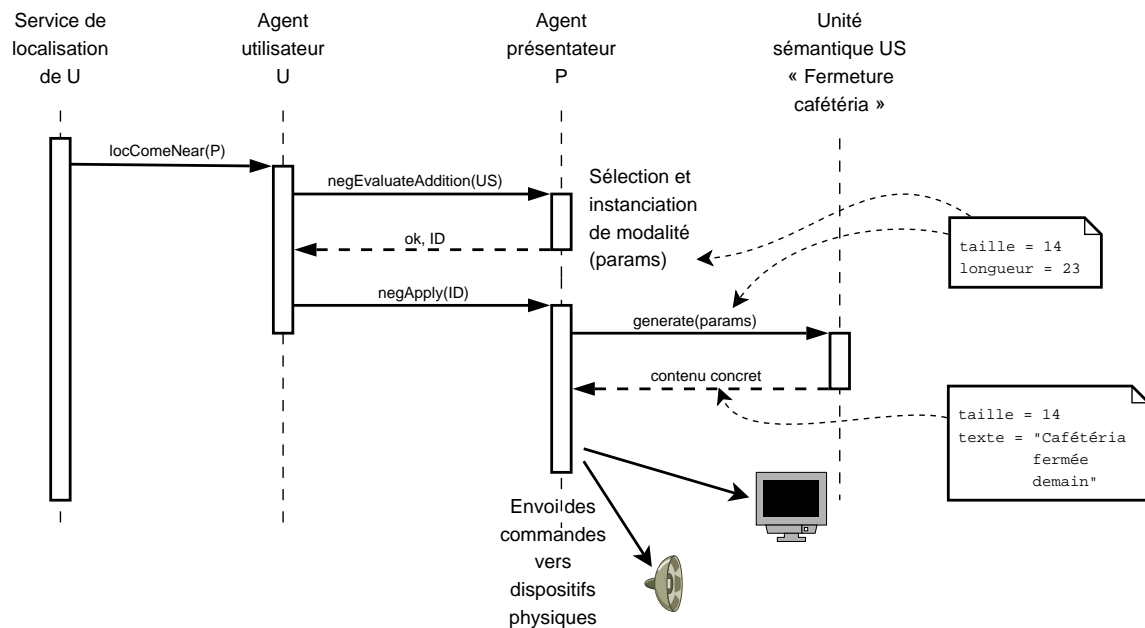 Service de
localisation
de U
Agent
utilisateur
U
Agent
présentateur
P
Unité
sémantique US
« Fermeture
cafétéria »
locComeNear(P)
negEvaluateAddition(US)
ok, ID
Sélection et
instanciation
de modalité
(params)
taille = 14
longueur = 23
negApply(ID)
generate(params)
contenu concret
taille = 14
texte = "Cafétéria
fermée
demain"
Envoi des
commandes
vers
dispositifs
physiques